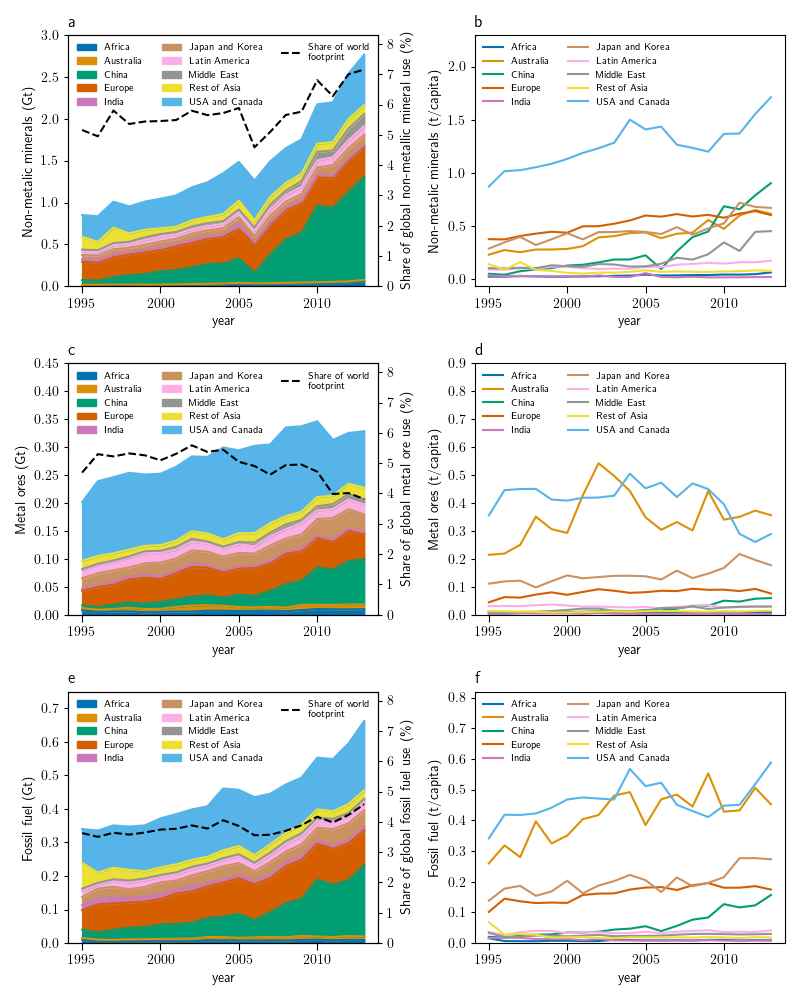 a
3.0
2.5
2.0
1.5
1.0
0.5
0.0
Non-metalic minerals (Gt)
Africa
Australia
China
Europe
India
Japan and Korea
Latin America
Middle East
Rest of Asia
USA and Canada
Share of world
footprint
8
7
6
5
4
3
2
1
0
Share of global non-metallic mineral use (%)
1995
2000
2005
2010
year
b
2.0
1.5
1.0
0.5
0.0
Non-metalic minerals (t/capita)
Africa
Australia
China
Europe
India
Japan and Korea
Latin America
Middle East
Rest of Asia
USA and Canada
1995
2000
2005
2010
year
c
0.45
0.40
0.35
0.30
0.25
0.20
0.15
0.10
0.05
0.00
Metal ores (Gt)
Africa
Australia
China
Europe
India
Japan and Korea
Latin America
Middle East
Rest of Asia
USA and Canada
Share of world
footprint
8
7
6
5
4
3
2
1
0
Share of global metal ore use (%)
1995
2000
2005
2010
year
d
0.9
0.8
0.7
0.6
0.5
0.4
0.3
0.2
0.1
0.0
Metal ores (t/capita)
Africa
Australia
China
Europe
India
Japan and Korea
Latin America
Middle East
Rest of Asia
USA and Canada
1995
2000
2005
2010
year
e
0.7
0.6
0.5
0.4
0.3
0.2
0.1
0.0
Fossil fuel (Gt)
Africa
Australia
China
Europe
India
Japan and Korea
Latin America
Middle East
Rest of Asia
USA and Canada
Share of world
footprint
8
7
6
5
4
3
2
1
0
Share of global fossil fuel use (%)
1995
2000
2005
2010
year
f
0.8
0.7
0.6
0.5
0.4
0.3
0.2
0.1
0.0
Fossil fuel (t/capita)
Africa
Australia
China
Europe
India
Japan and Korea
Latin America
Middle East
Rest of Asia
USA and Canada
1995
2000
2005
2010
year